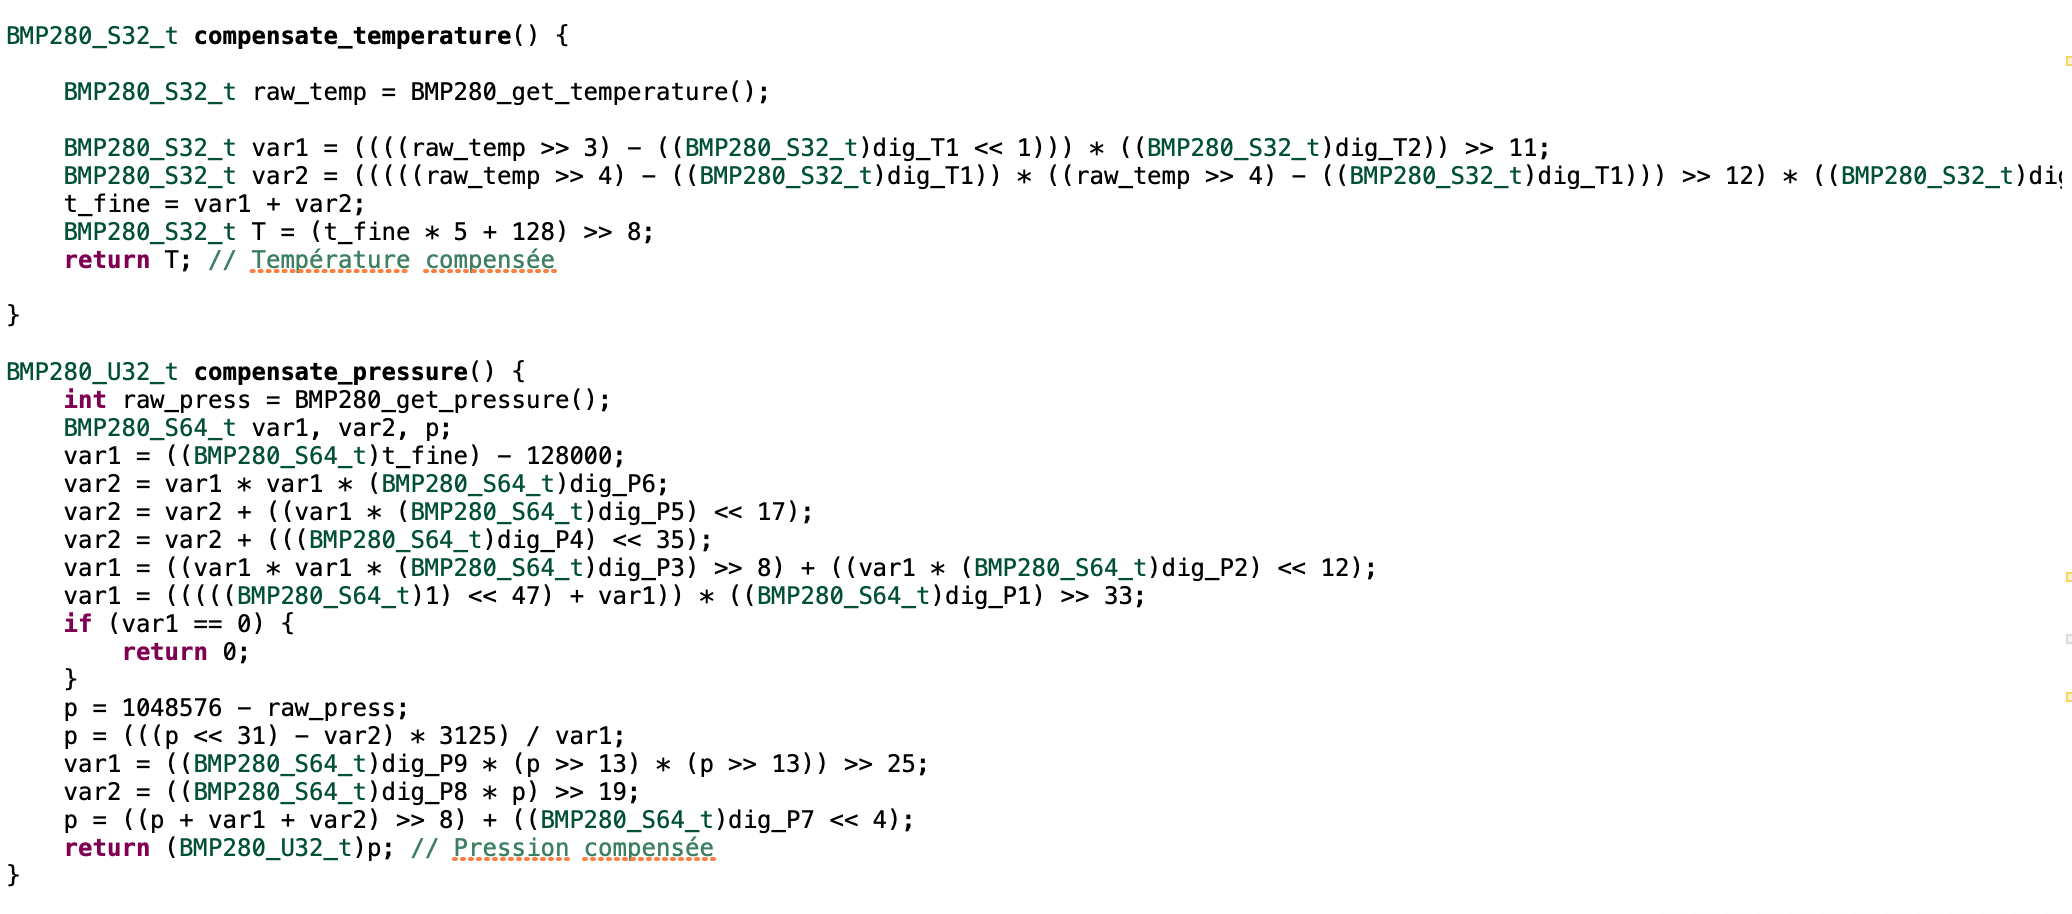 BMP280_S32_t compensate_temperature() {
BMP280_S32_t raw_temp = BMP280_get_temperature();
BMP280_S32_t var1 = ((((raw_temp >> 3) - ((BMP280_S32_t)dig_T1 << 1))) * ((BMP280_S32_t)dig_T2)) >> 11;
BMP280_S32_t var2 = (((((raw_temp >> 4) - ((BMP280_S32_t)dig_T1)) * ((raw_temp >> 4) - ((BMP280_S32_t)dig_T1))) >> 12) * ((BMP280_S32_t)di
t_fine = var1 + var2;
BMP280_S32_t T = (t_fine * 5 + 128) >> 8;
return T; // Température compensée
}
BMP280_U32_t compensate_pressure() {
int raw_press = BMP280_get_pressure();
BMP280_S64_t var1, var2, p;
var1 = ((BMP280_S64_t)t_fine) - 128000;
var2 = var1 * var1 * (BMP280_S64_t)dig_P6;
var2 = var2 + ((var1 * (BMP280_S64_t)dig_P5) << 17);
var2 = var2 + (((BMP280_S64_t)dig_P4) << 35);
var1 = ((var1 * var1 * (BMP280_S64_t)dig_P3) >> 8) + ((var1 * (BMP280_S64_t)dig_P2) << 12);
var1 = (((((BMP280_S64_t)1) << 47) + var1)) * ((BMP280_S64_t)dig_P1) >> 33;
if (var1 == 0) {
return 0;
}
p = 1048576 - raw_press;
p = (((p << 31) - var2) * 3125) / var1;
var1 = ((BMP280_S64_t)dig_P9 * (p >> 13) * (p >> 13)) >> 25;
var2 = ((BMP280_S64_t)dig_P8 * p) >> 19;
p = ((p + var1 + var2) >> 8) + ((BMP280_S64_t)dig_P7 << 4);
return (BMP280_U32_t)p; // Pression compensée
}